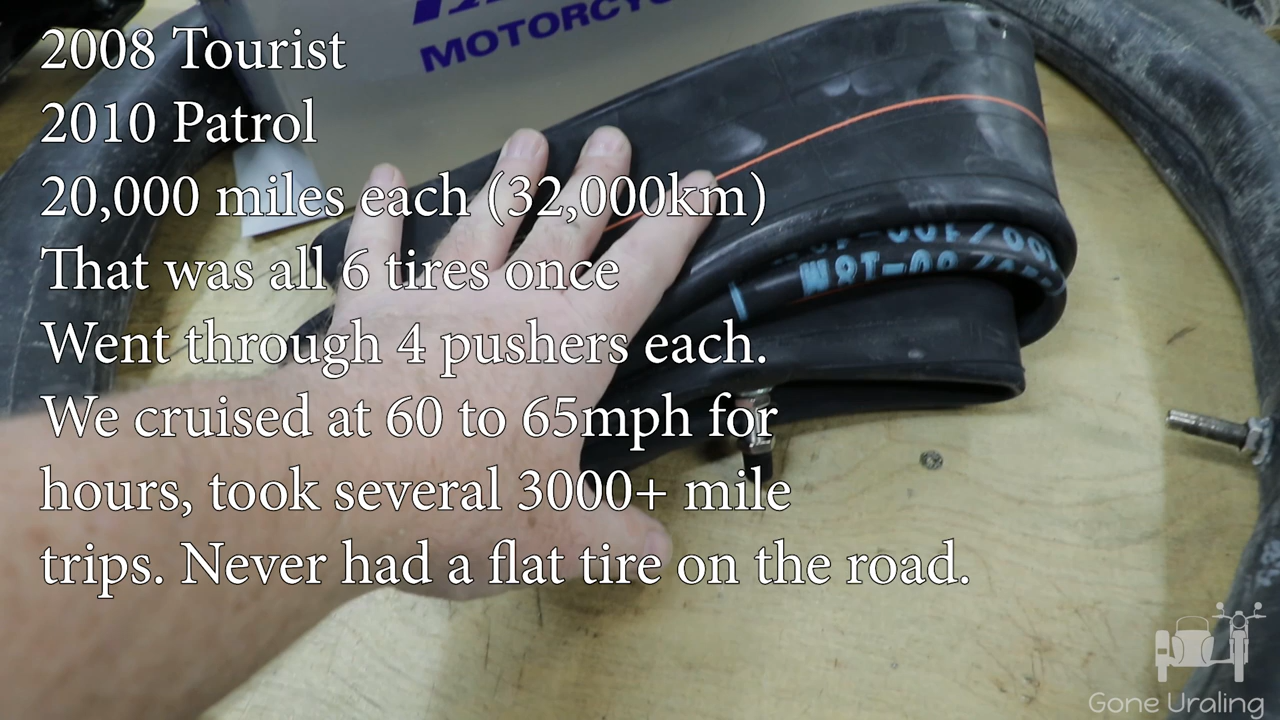 MOTORCYC
2008 Tourist
2010 Patrol
20,000 miles each (32,000km)
That was all 6 tires once
Went through 4 pushers each.
We cruised at 60 to 65mph for
hours, took several 3000+ mile
trips. Never had a flat tire on the road.
Gone Uraling